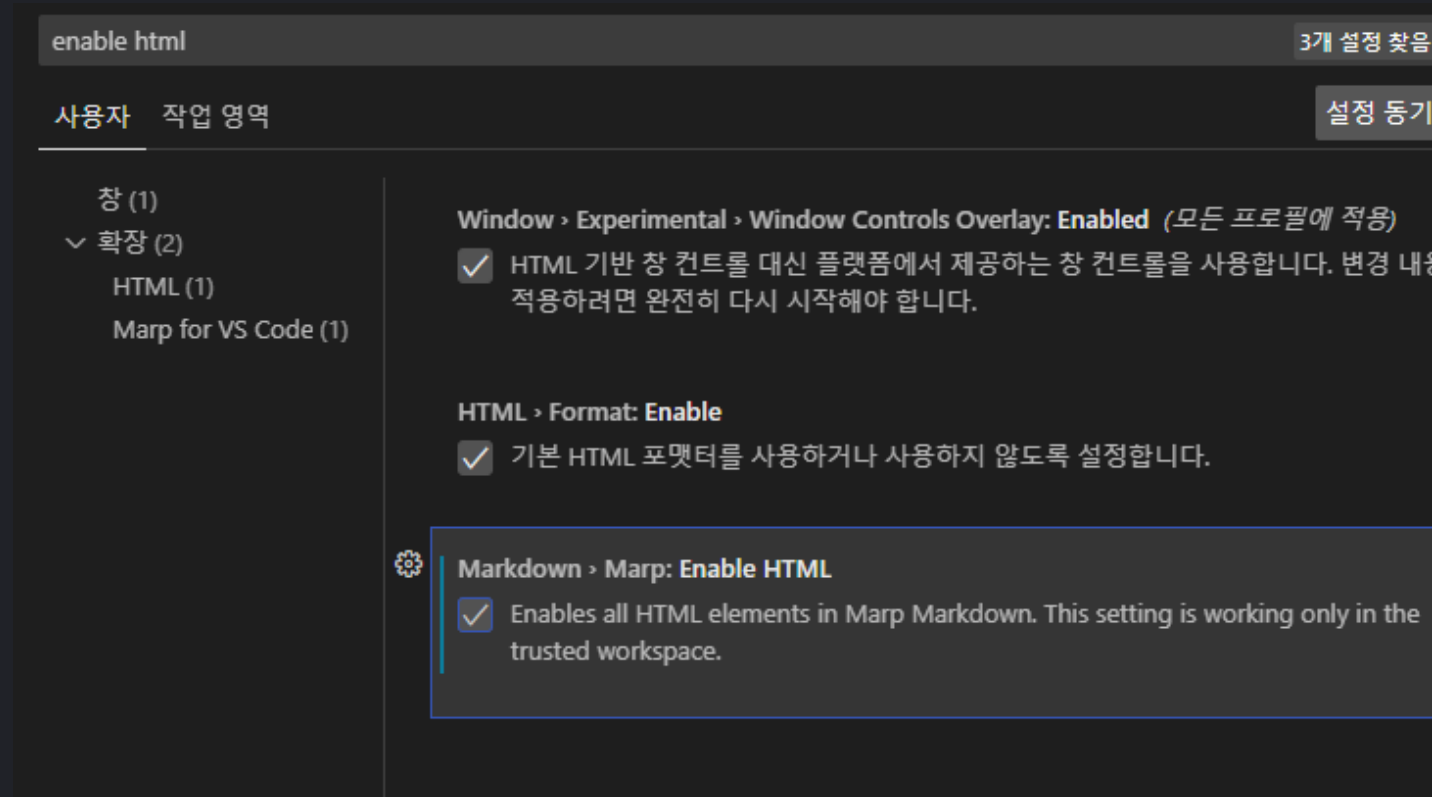 enable html
3개 설정 찾음
사용자 작업 영역
설정 동기
창 (1)
확장 (2)
HTML (1)
Marp for VS Code (1)
Window › Experimental › Window Controls Overlay: Enabled (모든 프로필에 적용)
HTML 기반 창 컨트롤 대신 플랫폼에서 제공하는 창 컨트롤을 사용합니다. 변경
적용하려면 완전히 다시 시작해야 합니다.
HTML › Format: Enable
기본 HTML 포맷터를 사용하거나 사용하지 않도록 설정합니다.
Markdown › Marp: Enable HTML
Enables all HTML elements in Marp Markdown. This setting is working only in the
trusted workspace.